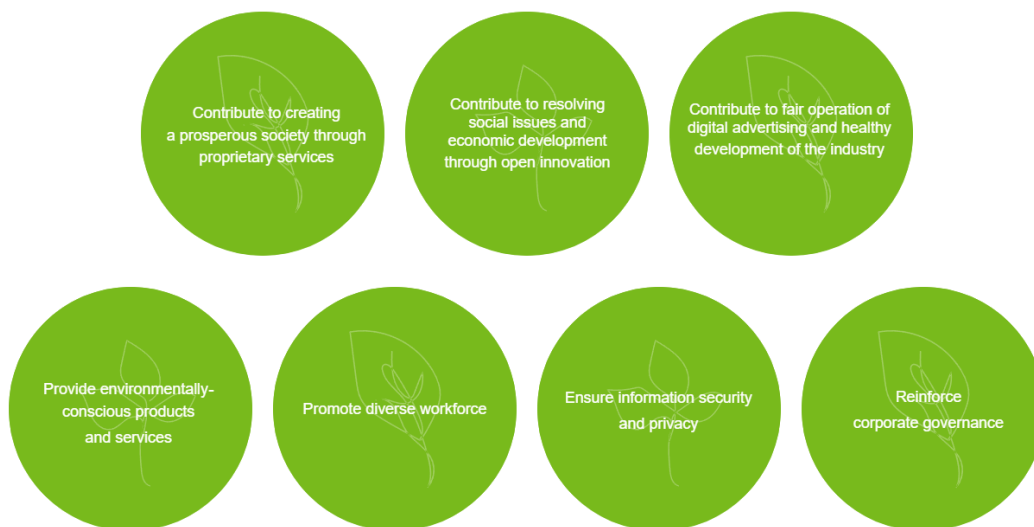 Contribute to creating
a prosperous society through
proprietary services
Contribute to resolving
social issues and
economic development
through open innovation
Contribute to fair operation of
digital advertising and healthy
development of the industry
Provide environmentally-
conscious products
and services
Promote diverse workforce
Ensure information security
and privacy
Reinforce
corporate governance